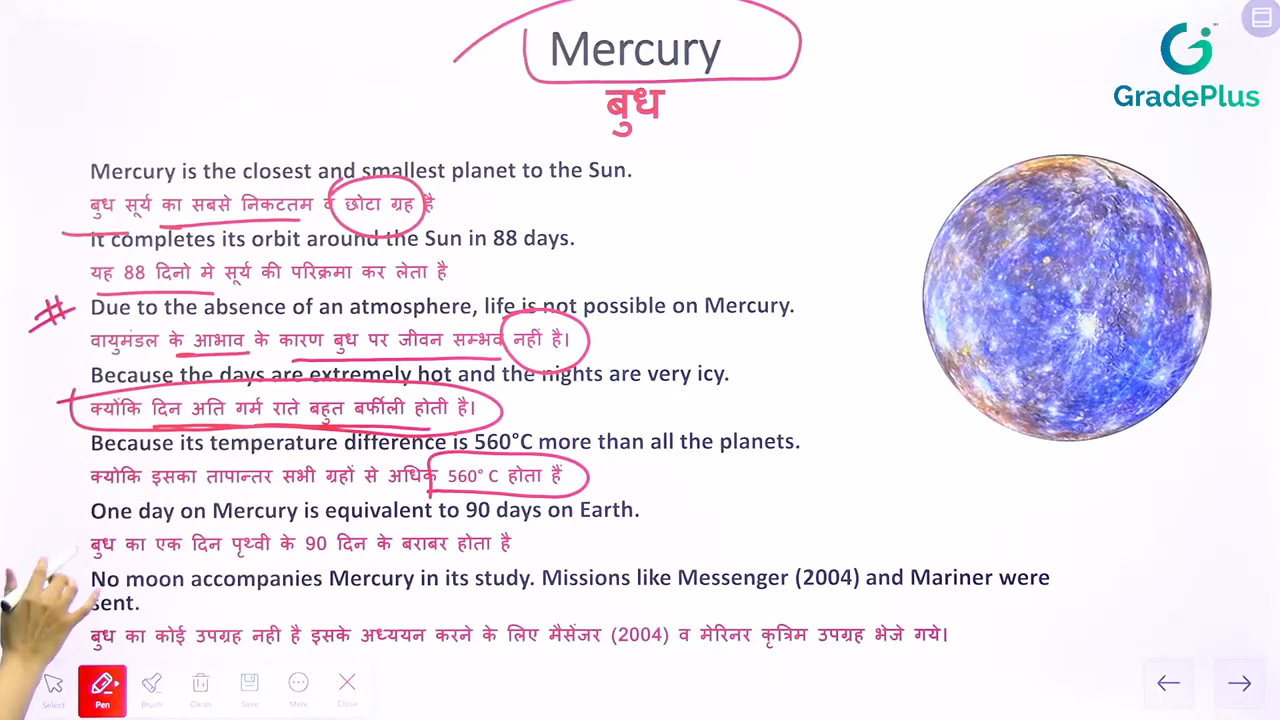 Mercury
GradePlus
बुध
Mercury is the closest and smallest planet to the Sun.
बुध सूर्य का सबसे निकटतम व छोटा ग्रह है
It completes its orbit around the Sun in 88 days.
यह 88 दिनो मे सूर्य की परिक्रमा कर लेता है
Due to the absence of an atmosphere, life is not possible on Mercury.
वायुमंडल के आभाव के कारण बुध पर जीवन सम्भव नहीं है।
Because the days are extremely hot and the nights are very icy.
क्योंकि दिन अति गर्म राते बहुत बर्फीली होती है।
Because its temperature difference is 560°C more than all the planets.
क्योकि इसका तापान्तर सभी ग्रहों से अधिक 560° C होता हैं
One day on Mercury is equivalent to 90 days on Earth.
बुध का एक दिन पृथ्वी के 90 दिन के बराबर होता है
No moon accompanies Mercury in its study. Missions like Messenger (2004) and Mariner were
sent.
बुध का कोई उपग्रह नही है इसके अध्ययन करने के लिए मैसेंजर (2004) व मेरिनर कृत्रिम उपग्रह भेजे गये।
Select Pen Brush Clean Save More Close